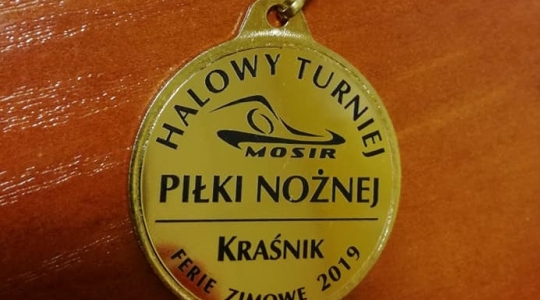 HALOWY TURNIEJ
MOSIR
PIŁKI NOŻNEJ
KRAŚNIK
FERIE ZIMOWE 2019